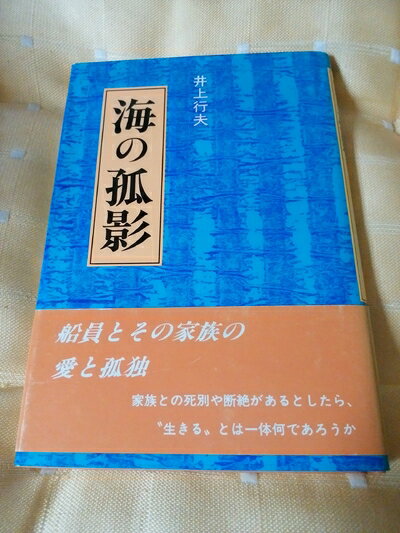 海の孤影
井上行夫
船員とその家族の
愛と孤独
家族との死別や断絶があるとしたら、
〝生きる〟とは一体何であろうか